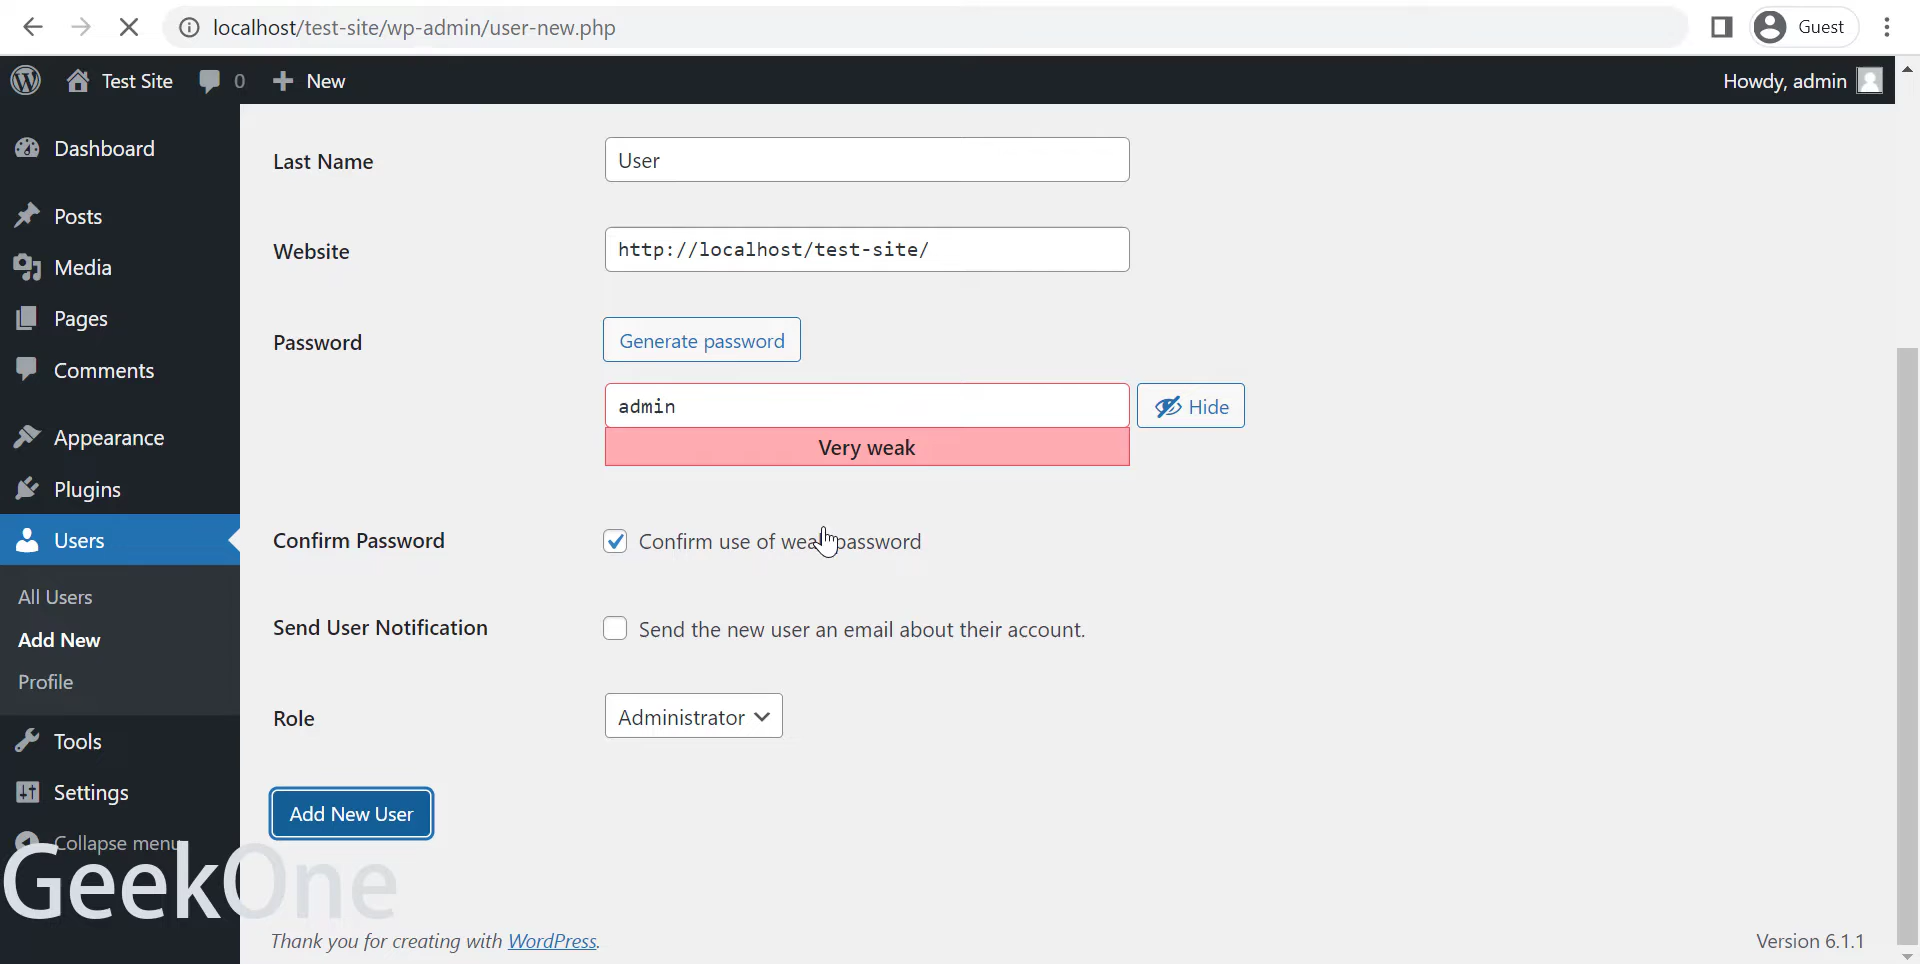 localhost/test-site/wp-admin/user-new.php
Guest
Test Site
0
New
Howdy, admin
Dashboard
Posts
Media
Pages
Comments
Appearance
Plugins
Users
All Users
Add New
Profile
Tools
Settings
Collapse menu
Last Name
User
Website
http://localhost/test-site/
Password
Generate password
admin
Hide
Very weak
Confirm Password
Confirm use of weak password
Send User Notification
Send the new user an email about their account.
Role
Administrator
Add New User
GeekOne
Thank you for creating with WordPress.
Version 6.1.1